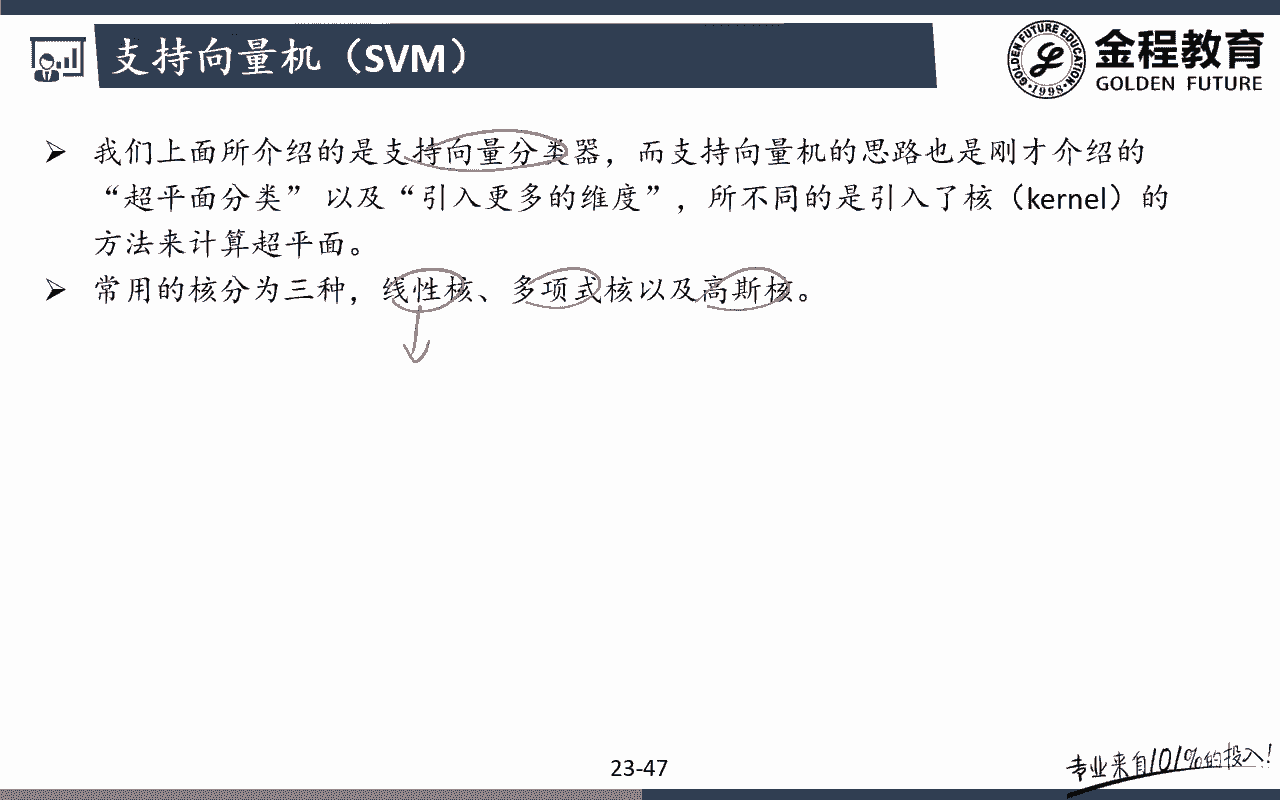 支持向量机（SVM）
GOLDEN FUTURE EDUCATION
1998
金程教育
GOLDEN FUTURE
➢ 我们上面所介绍的是支持向量分类器，而支持向量机的思路也是刚才介绍的
“超平面分类” 以及“引入更多的维度”，所不同的是引入了核（kernel）的
方法来计算超平面。
➢ 常用的核分为三种，线性核、多项式核以及高斯核。
23-47
专业来自101%的投入!